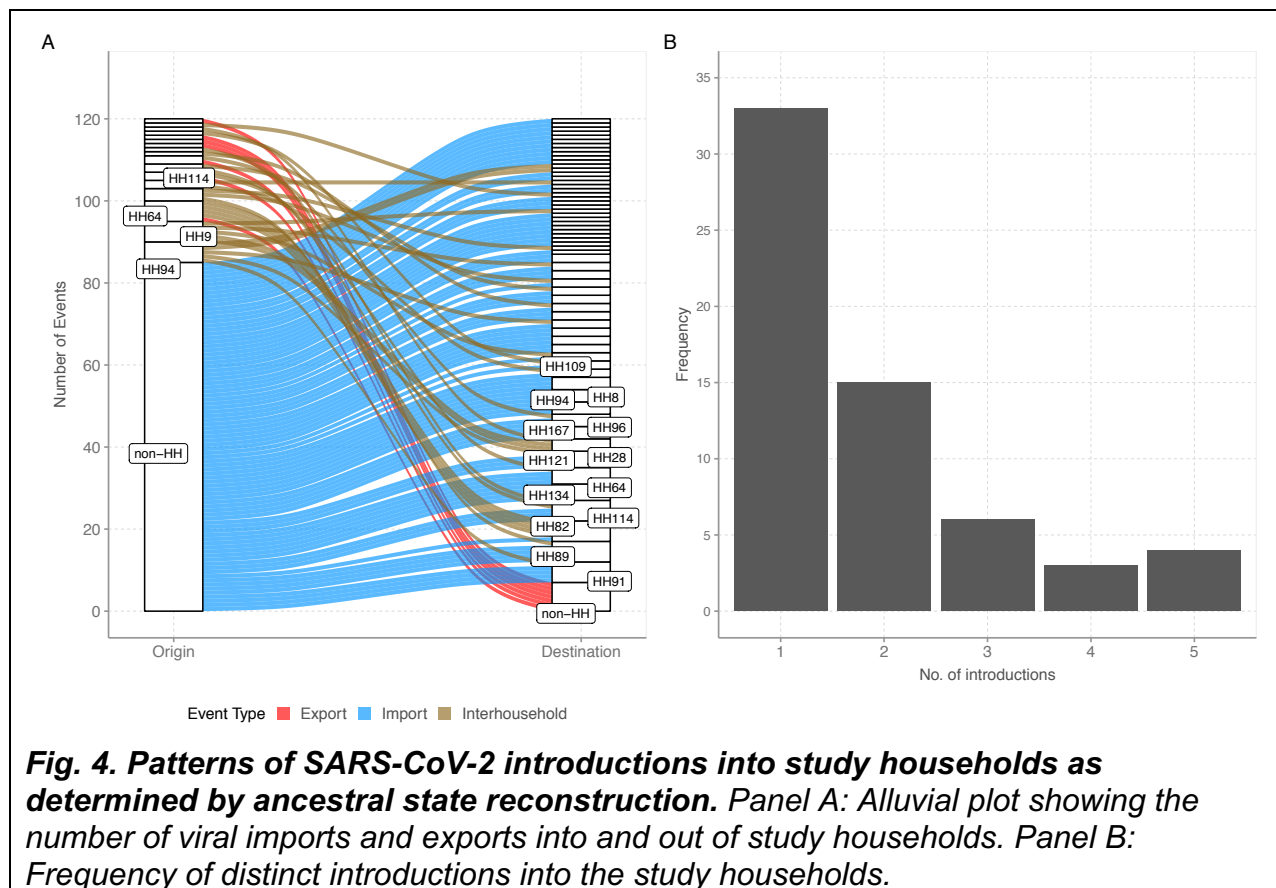 A
B
Number of Events
120
100
80
60
40
20
0
HH114
HH64
HH9
HH94
non-HH
HH109
HH94
HH8
HH167
HH96
HH121
HH28
HH134
HH64
HH82
HH114
HH89
HH91
non-HH
Origin
Destination
Event Type Export Import Interhousehold
Frequency
35
30
25
20
15
10
5
0
1 2 3 4 5
No. of introductions
Fig. 4. Patterns of SARS-CoV-2 introductions into study households as
determined by ancestral state reconstruction. Panel A: Alluvial plot showing the
number of viral imports and exports into and out of study households. Panel B:
Frequency of distinct introductions into the study households.